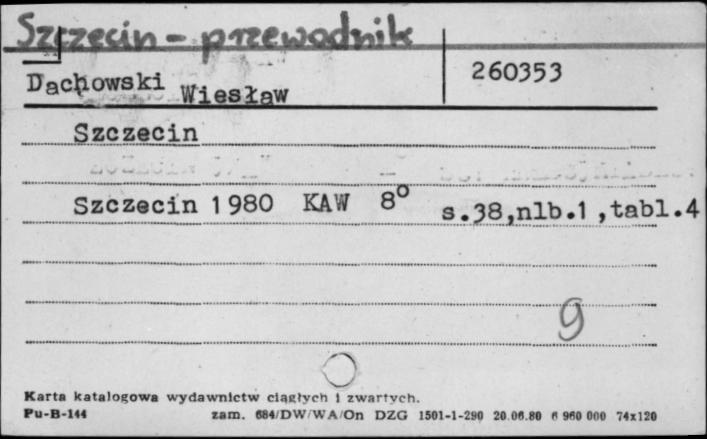 Szczecin - przewodnik
Dachowski Wiesław 260353
Szczecin
Szczecin 1980 KAW 8° s.38,nlb.1,tabl.4
9
Karta katalogowa wydawnictw ciągłych i zwartych.
Pu-B-144 zam. 684/DW/WA/On DZG 1501-1-290 20.06.80 6 960 000 74x120